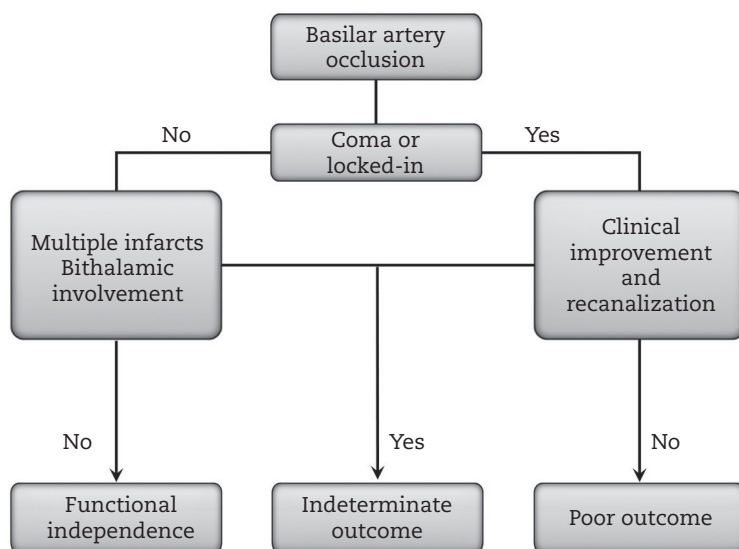 Basilar artery
occlusion
No
Coma or
locked-in
Yes
Multiple infarcts
Bithalamic
involvement
Clinical
improvement
and
recanalization
No
Yes
No
Functional
independence
Indeterminate
outcome
Poor outcome